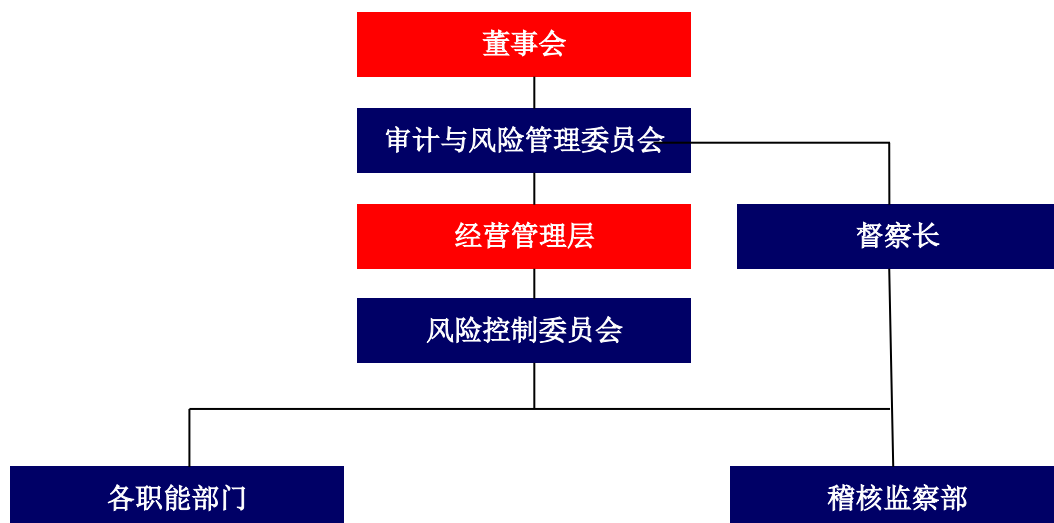 董事会
审计与风险管理委员会
经营管理层
督察长
风险控制委员会
各职能部门
稽核监察部